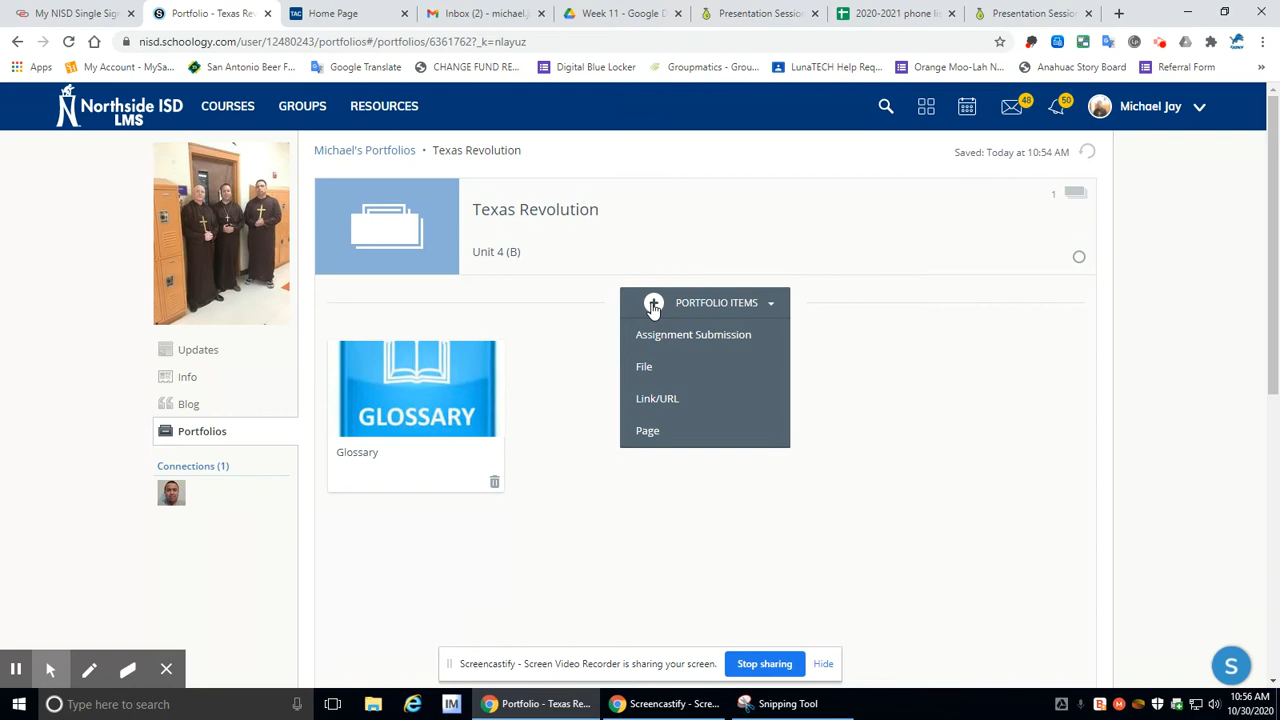 My NISD Single Sign
Portfolio - Texas Rev
Home Page
Inbox (2) - michael.j
Week 11 - Google D
Presentation Session
2020-2021 phone li
Presentation Session
nisd.schoology.com/user/12480243/portfolios#/portfolios/6361762?_k=nlayuz
Apps
My Account - MySa...
San Antonio Beer F...
Google Translate
CHANGE FUND RE...
Digital Blue Locker
Groupmatics - Grou...
LunaTECH Help Req...
Orange Moo-Lah N...
Anahuac Story Board
Referral Form
Northside ISD
LMS
COURSES
GROUPS
RESOURCES
48
50
Michael Jay
Michael's Portfolios • Texas Revolution
Saved: Today at 10:54 AM
Texas Revolution
1
Unit 4 (B)
PORTFOLIO ITEMS
Assignment Submission
File
Link/URL
Page
GLOSSARY
Glossary
Updates
Info
Blog
Portfolios
Connections (1)
Screencastify - Screen Video Recorder is sharing your screen.
Stop sharing
Hide
S
Type here to search
IM
Portfolio - Texas Re...
Screencastify - Scre...
Snipping Tool
10:56 AM
10/30/2020